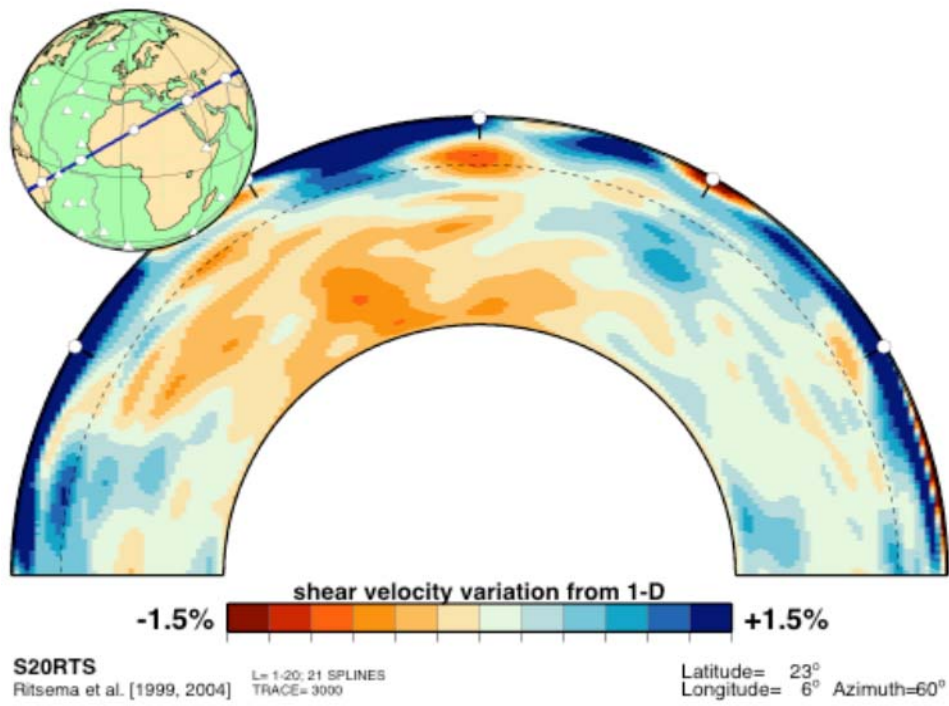 shear velocity variation from 1-D
-1.5% +1.5%
S20RTS
Ritsema et al. [1999, 2004]
L= 1-20; 21 SPLINES
TRACE= 3000
Latitude= 23°
Longitude= 6° Azimuth=60°